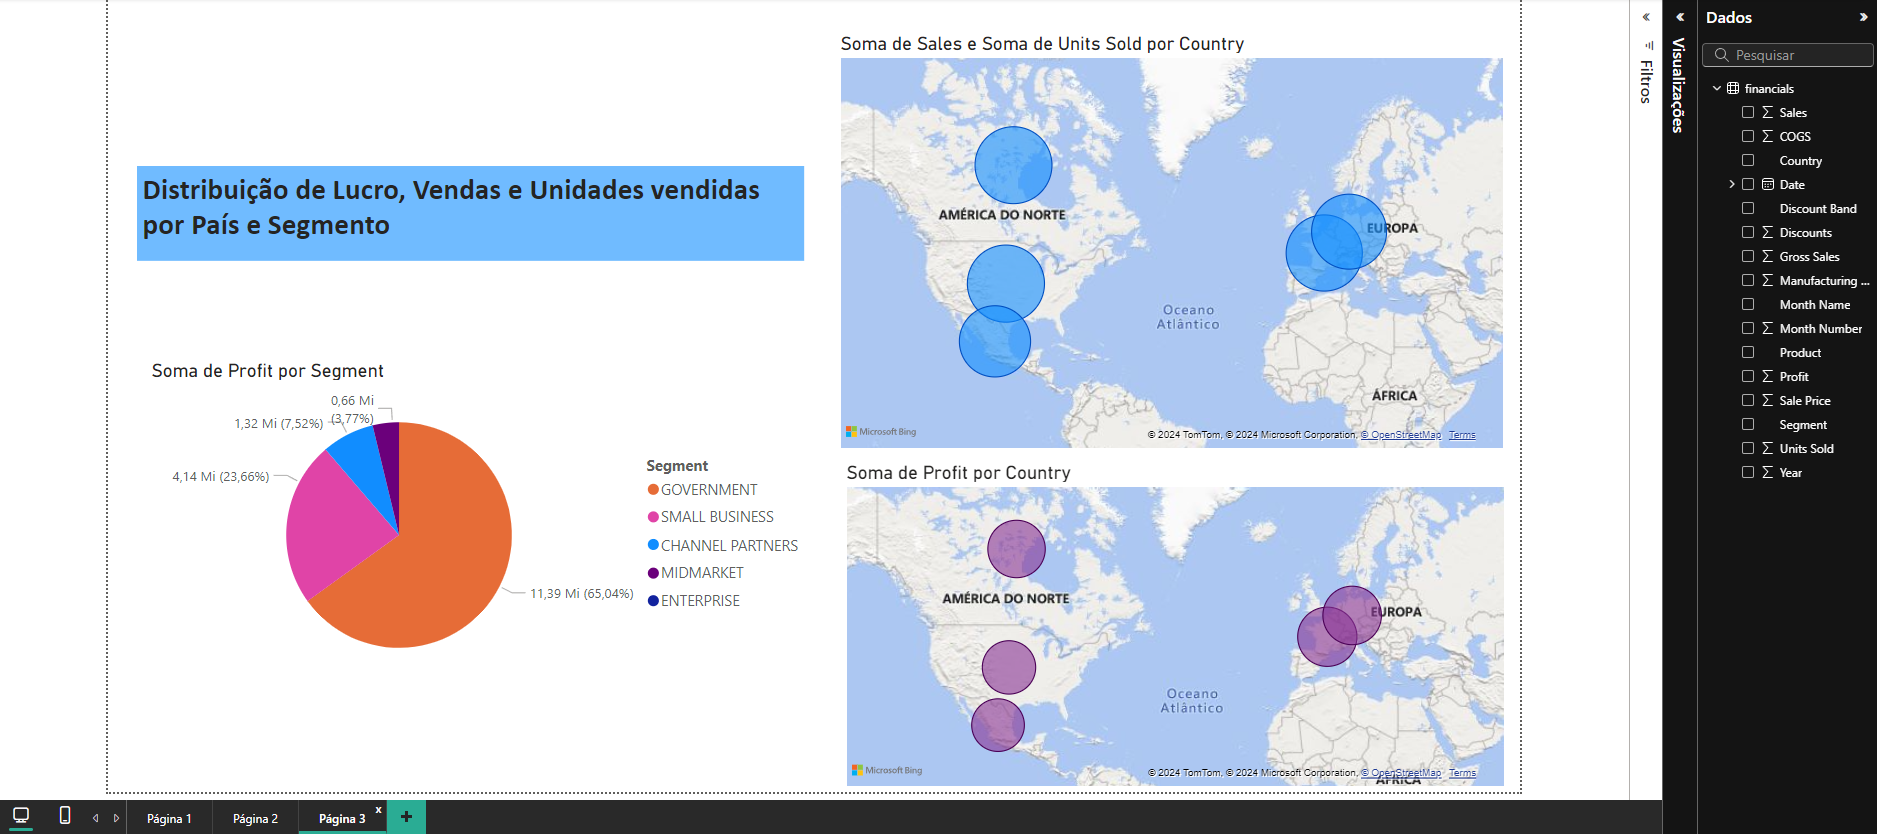 Distribuição de Lucro, Vendas e Unidades vendidas
por País e Segmento
Soma de Profit por Segment
0,66 Mi
(3,77%)
1,32 Mi (7,52%)
4,14 Mi (23,66%)
11,39 Mi (65,04%)
Segment
GOVERNMENT
SMALL BUSINESS
CHANNEL PARTNERS
MIDMARKET
ENTERPRISE
Soma de Sales e Soma de Units Sold por Country
AMÉRICA DO NORTE
EUROPA
Oceano
Atlântico
ÁFRICA
Microsoft Bing
© 2024 TomTom, © 2024 Microsoft Corporation, © OpenStreetMap Terms
Soma de Profit por Country
AMÉRICA DO NORTE
EUROPA
Oceano
Atlântico
ÁFRICA
Microsoft Bing
© 2024 TomTom, © 2024 Microsoft Corporation, © OpenStreetMap Terms
Filtros
Visualizações
Dados
Pesquisar
financials
Sales
COGS
Country
Date
Discount Band
Discounts
Gross Sales
Manufacturing ...
Month Name
Month Number
Product
Profit
Sale Price
Segment
Units Sold
Year
Página 1
Página 2
Página 3